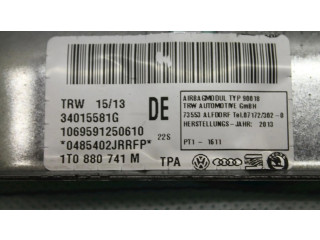 TRW 15/13
34015581G
1069591250610
*0485402JRRFP*
1T0 880 741 M
DE
22S
TPA
AIRBAGMODUL TYP 90610
TRW AUTOMOTIVE GmbH
73553 ALFDORF Tel.07172/302-0
HERSTELLUNGS-JAHR: 2013
PT1 - 1611